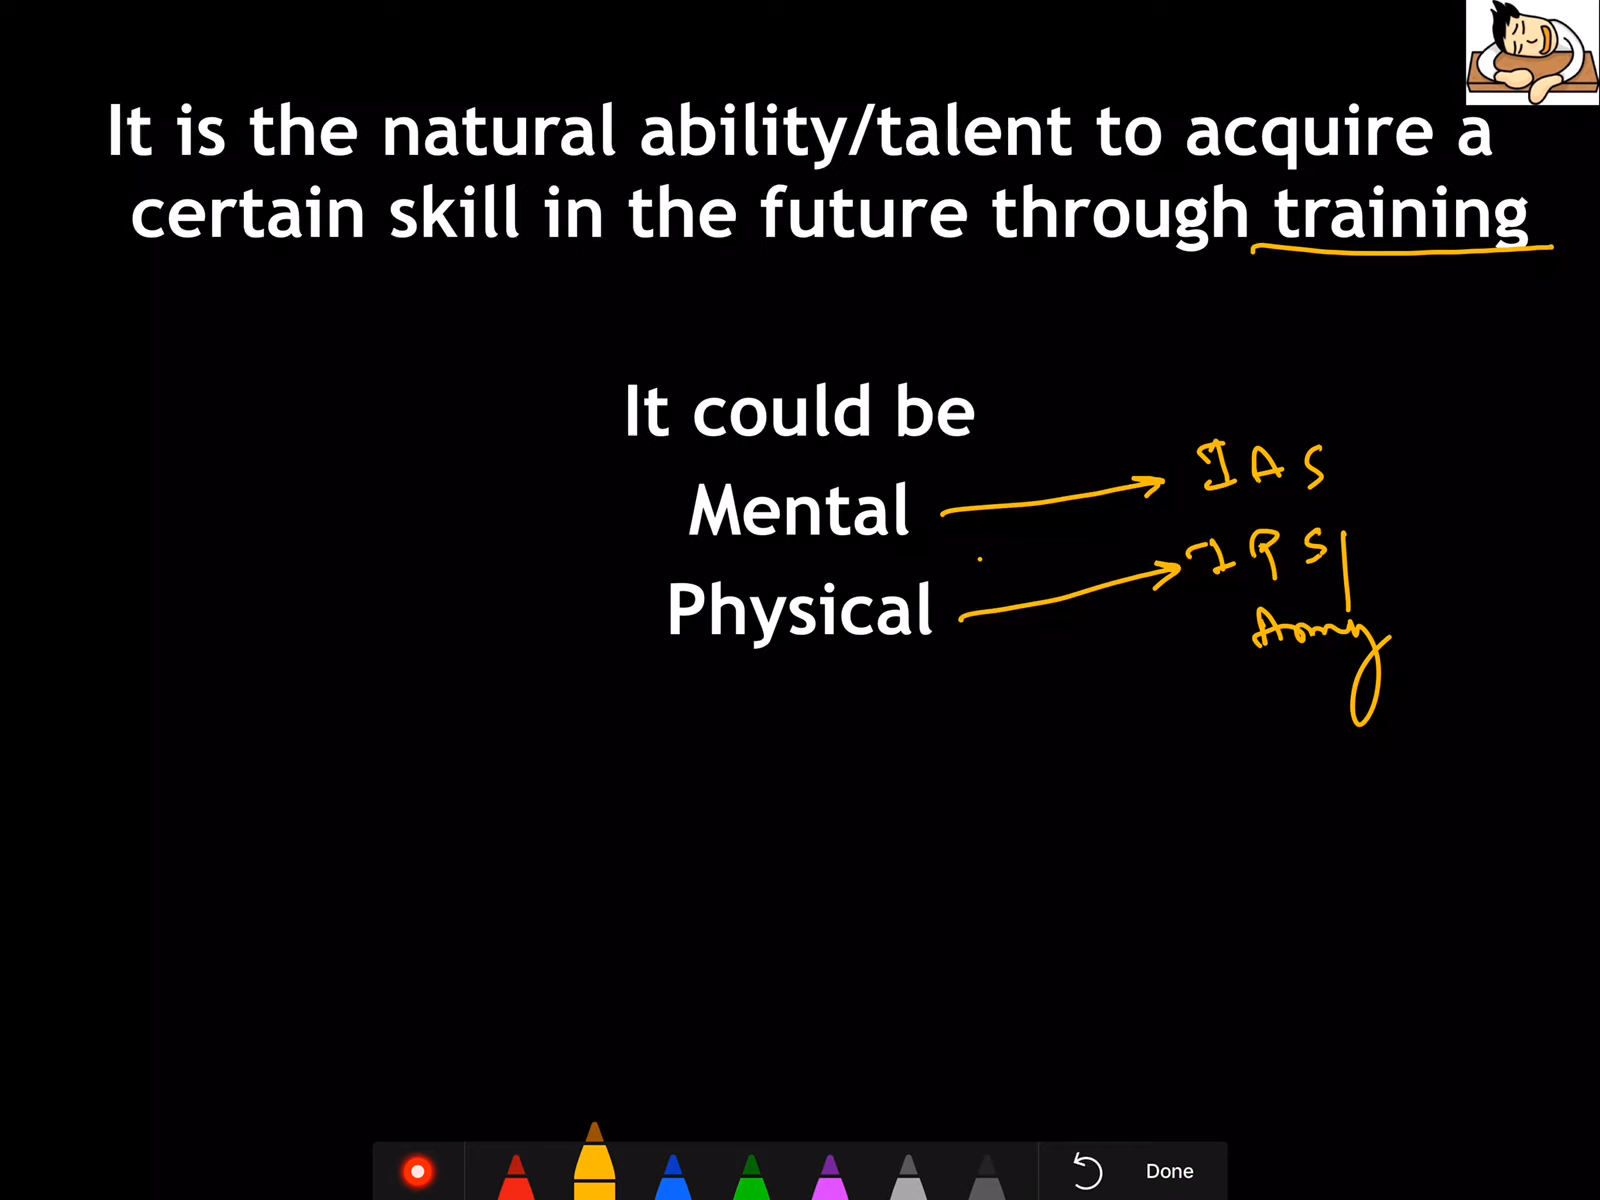 It is the natural ability/talent to acquire a
certain skill in the future through training
It could be
Mental
IAS
Physical
IPS/
Army
Done